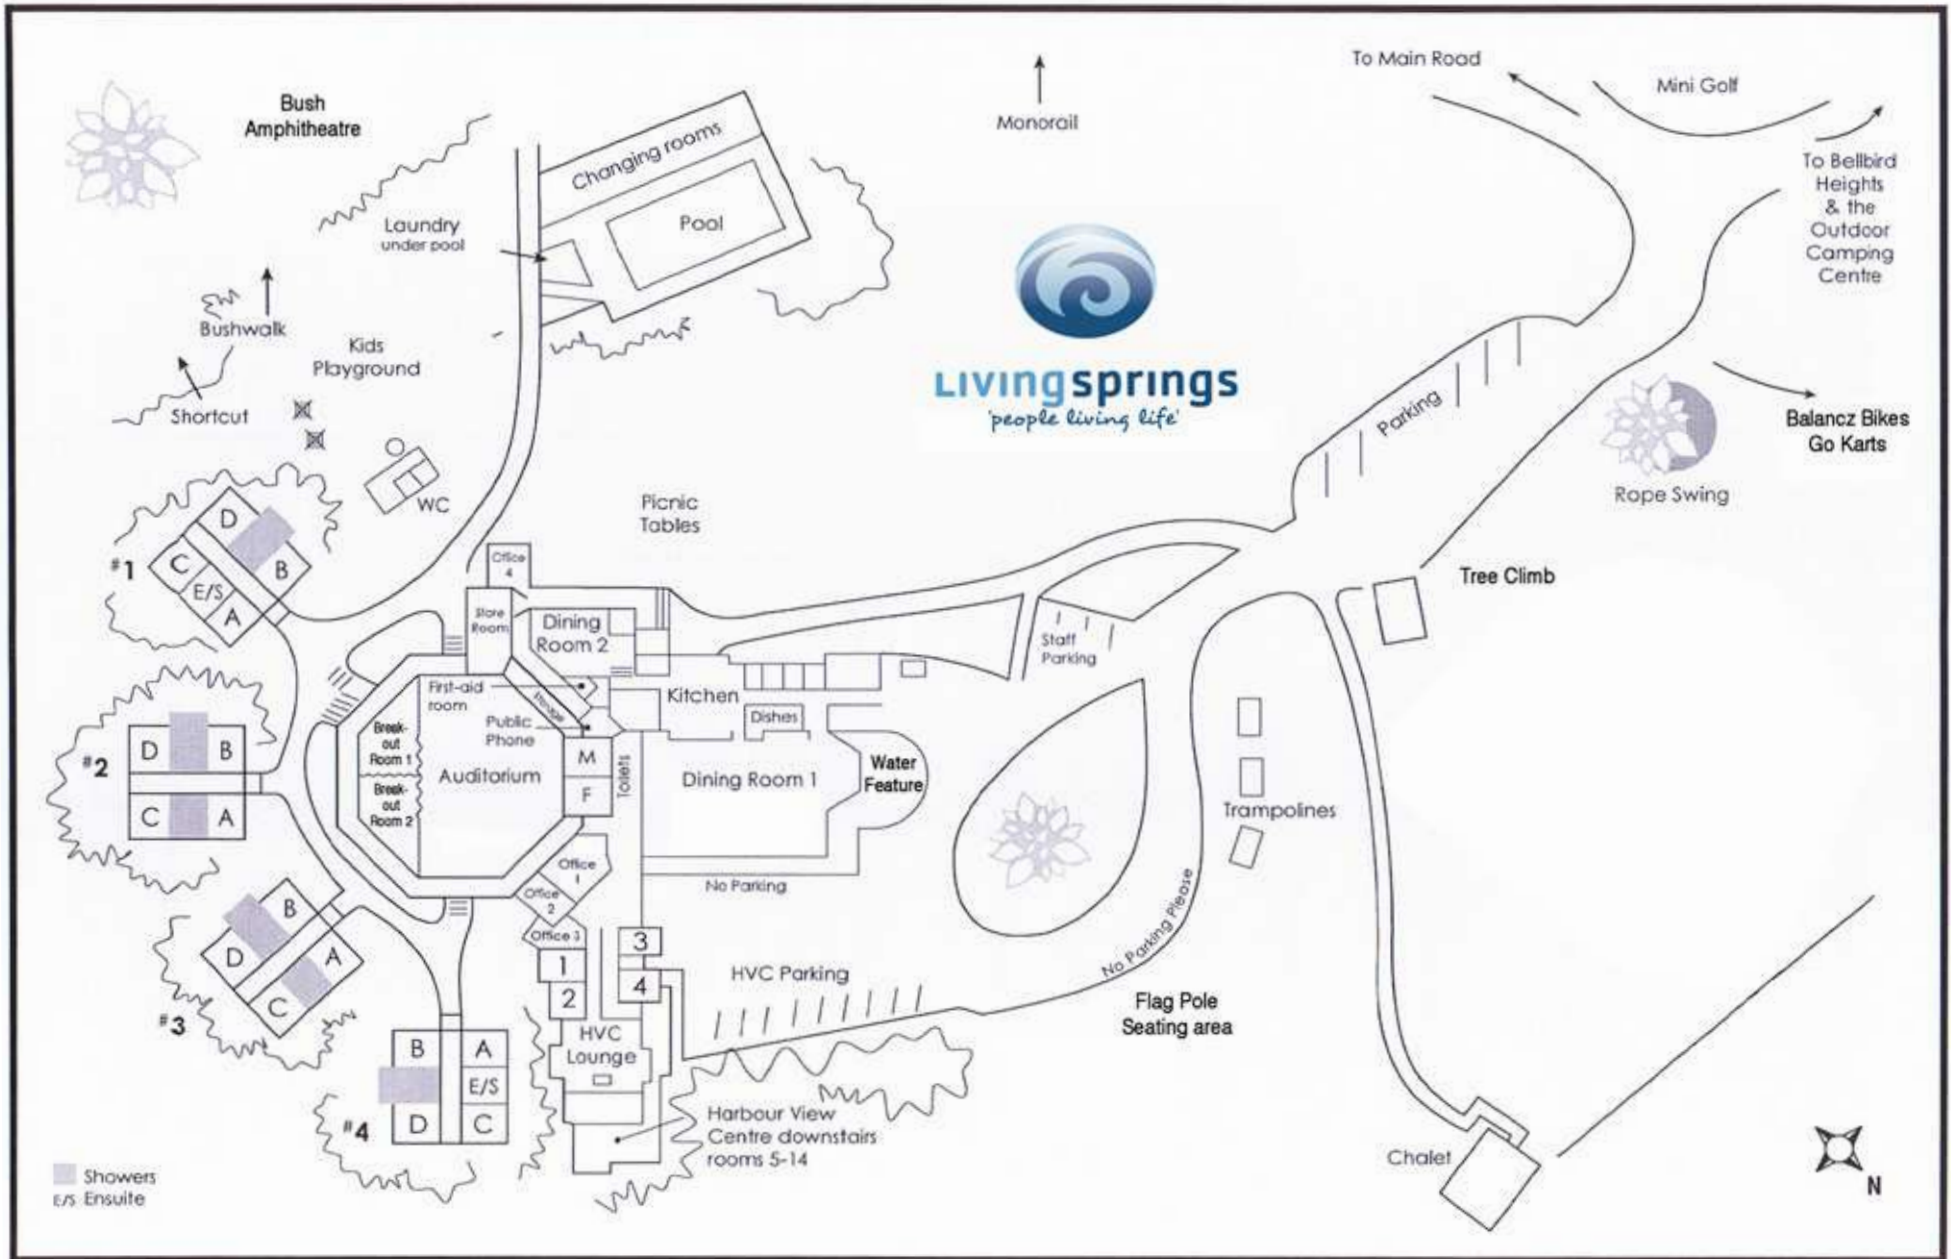 To Main Road
Mini Golf
Bush
Amphitheatre
Monorail
Changing rooms
Pool
To Bellbird
Heights
& the
Outdoor
Camping
Centre
Laundry
under pool
Bushwalk
Kids
Playground
Shortcut
Livingsprings
'people living life'
Parking
Balancz Bikes
Go Karts
Rope Swing
WC
Picnic
Tables
#1
D
C
B
E/S
A
Office
4
Store
Room
Dining
Room 2
Tree Climb
Staff
Parking
First-aid
room
Storage
Kitchen
Public
Phone
Dishes
Break-
out
Room 1
Auditorium
Break-
out
Room 2
M
F
Toilets
Dining Room 1
Water
Feature
#2
D
B
C
A
Trampolines
Office
1
Office
2
Office 3
No Parking
No Parking Please
#3
B
D
A
C
1
2
3
4
HVC Parking
HVC
Lounge
Flag Pole
Seating area
#4
B
A
E/S
D
C
Harbour View
Centre downstairs
rooms 5-14
Chalet
Showers
E/S Ensuite
N